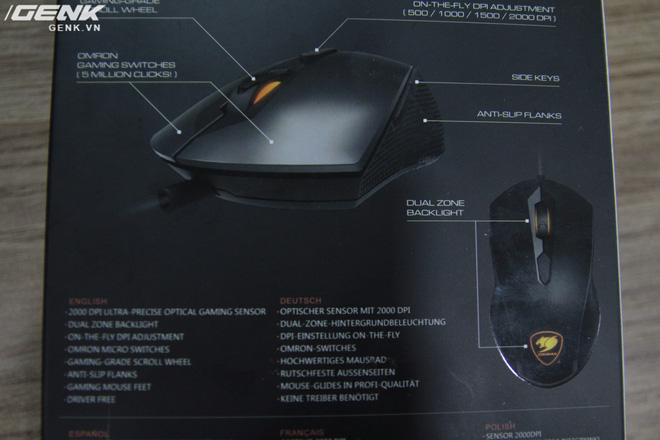 GENK
GENK.VN
GAMING-GRADE
SCROLL WHEEL
ON-THE-FLY DPI ADJUSTMENT
( 500 / 1000 / 1500 / 2000 DPI )
OMRON
GAMING SWITCHES
( 5 MILLION CLICKS! )
SIDE KEYS
ANTI-SLIP FLANKS
DUAL ZONE
BACKLIGHT
COUGAR
ENGLISH
·2000 DPI ULTRA-PRECISE OPTICAL GAMING SENSOR
·DUAL ZONE BACKLIGHT
·ON-THE-FLY DPI ADJUSTMENT
·OMRON MICRO SWITCHES
·GAMING-GRADE SCROLL WHEEL
·ANTI-SLIP FLANKS
·GAMING MOUSE FEET
·DRIVER FREE
DEUTSCH
·OPTISCHER SENSOR MIT 2000 DPI
·DUAL-ZONE-HINTERGRUNDBELEUCHTUNG
·DPI-EINSTELLUNG ON-THE-FLY
·OMRON-SWITCHES
·HOCHWERTIGES MAUSRAD
·RUTSCHFESTE AUSSENSEITEN
·MOUSE-GLIDES IN PROFI-QUALITÄT
·KEINE TREIBER BENÖTIGT
ESPAÑOL
FRANÇAIS
POLISH
·SENSOR 2000DPI